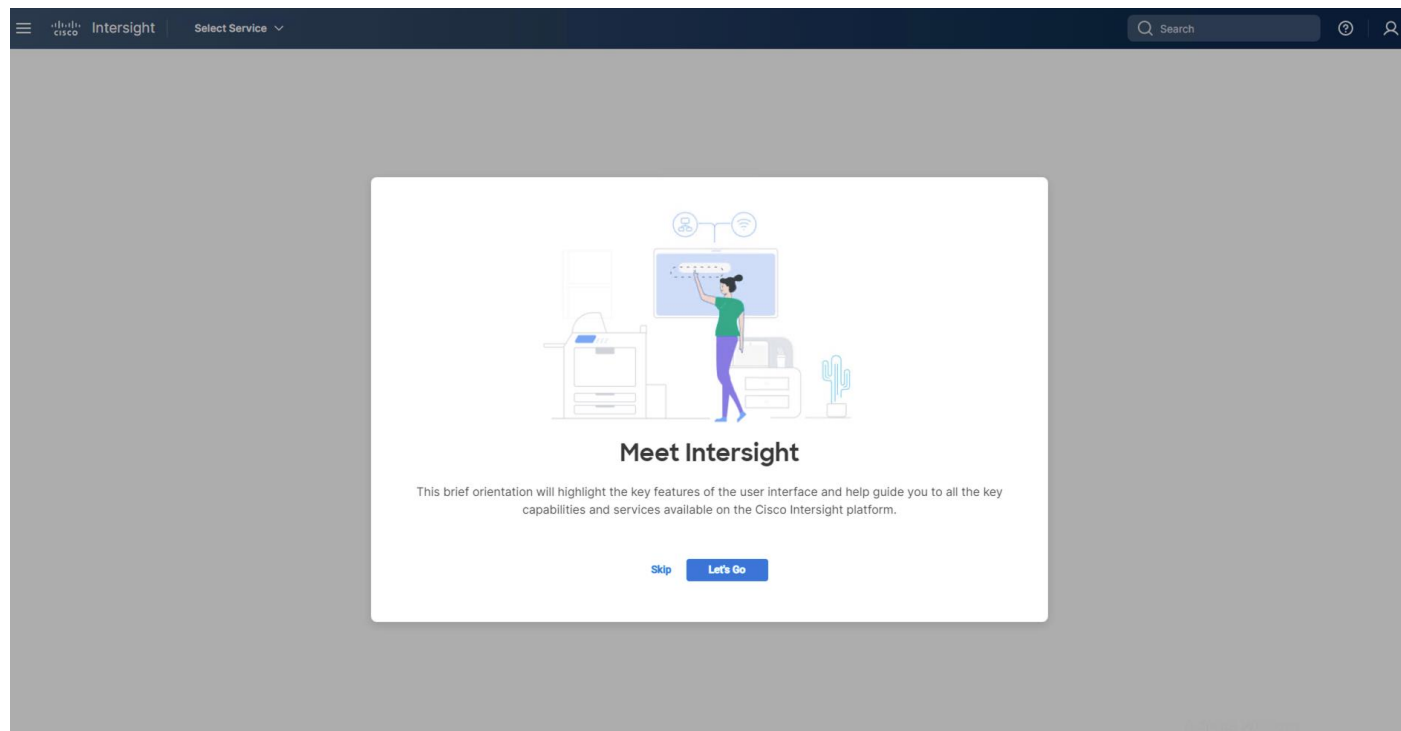 cisco Intersight Select Service Search
Meet Intersight
This brief orientation will highlight the key features of the user interface and help guide you to all the key
capabilities and services available on the Cisco Intersight platform.
Skip Let's Go